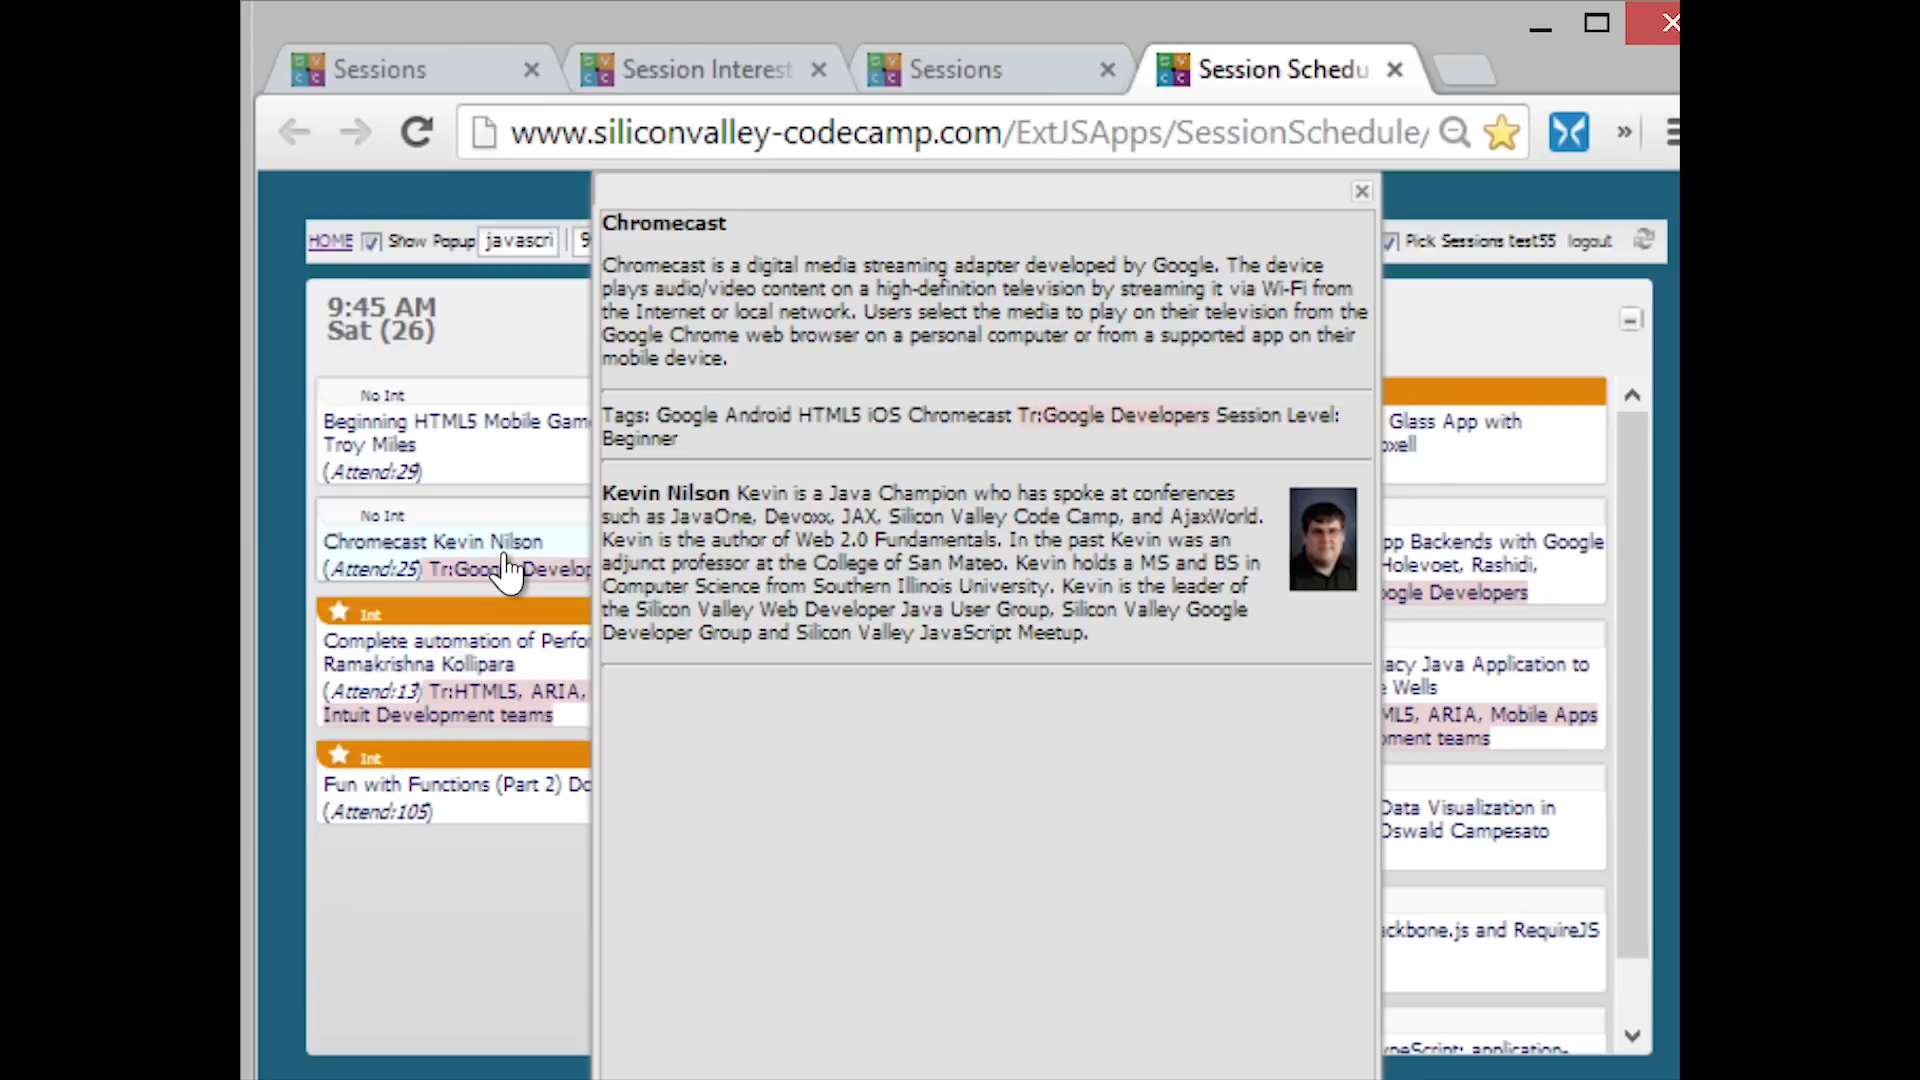 Sessions
Session Interest
Sessions
Session Schedu
www.siliconvalley-codecamp.com/ExtJSApps/SessionSchedule/
»
HOME Show Popup javascri 9
Pick Sessions test55 logout
9:45 AM
Sat (26)
No Int
Beginning HTML5 Mobile Gam
Troy Miles
(Attend:29)
No Int
Chromecast Kevin Nilson
(Attend:25) Tr:Google Develop
Int
Complete automation of Perfo
Ramakrishna Kollipara
(Attend:13) Tr:HTML5, ARIA,
Intuit Development teams
Int
Fun with Functions (Part 2) Do
(Attend:105)
Chromecast
Chromecast is a digital media streaming adapter developed by Google. The device
plays audio/video content on a high-definition television by streaming it via Wi-Fi from
the Internet or local network. Users select the media to play on their television from the
Google Chrome web browser on a personal computer or from a supported app on their
mobile device.
Tags: Google Android HTML5 iOS Chromecast Tr:Google Developers Session Level:
Beginner
Kevin Nilson Kevin is a Java Champion who has spoke at conferences
such as JavaOne, Devoxx, JAX, Silicon Valley Code Camp, and AjaxWorld.
Kevin is the author of Web 2.0 Fundamentals. In the past Kevin was an
adjunct professor at the College of San Mateo. Kevin holds a MS and BS in
Computer Science from Southern Illinois University. Kevin is the leader of
the Silicon Valley Web Developer Java User Group, Silicon Valley Google
Developer Group and Silicon Valley JavaScript Meetup.
Glass App with
oxell
pp Backends with Google
Holevoet, Rashidi,
oogle Developers
acy Java Application to
e Wells
ML5, ARIA, Mobile Apps
pment teams
Data Visualization in
Oswald Campesato
ackbone.js and RequireJS
peScript: application-